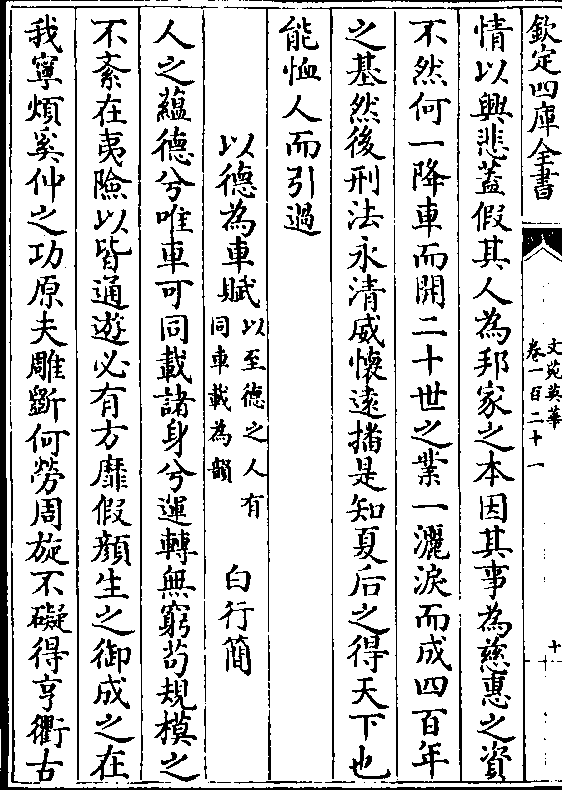 欽定四庫全書
文苑英華
卷一百二十一
十
情以興悲蓋假其人為邦家之本因其事為慈惠之資
不然何一降車而開二十世之業一灑淚而成四百年
之基然後刑法永清威懷逺㨗是知夏后之得天下也
能恤人而引過
以德為車賦
以至德之人有
同車載為韻
白行簡
人之蘊德兮唯車可同載諸身兮運轉無窮茍規模之
不紊在夷險以皆通遊必有方靡假顔生之御成之在
我寧煩奚仲之功原夫雕斵何勞周旋不礙得亨衢古